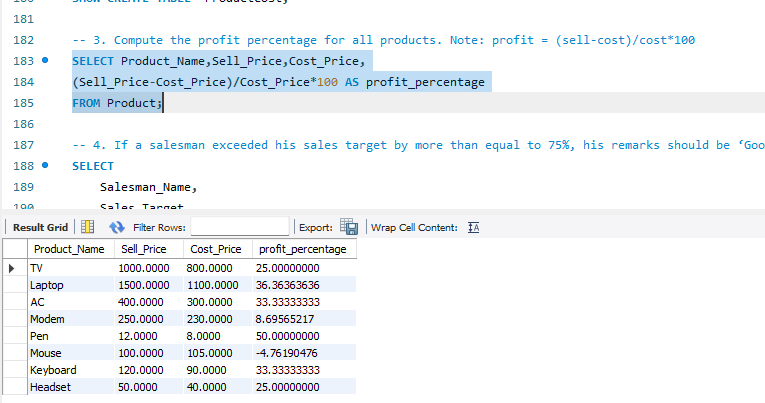 181
182 -- 3. Compute the profit percentage for all products. Note: profit = (sell-cost)/cost*100
183 SELECT Product_Name,Sell_Price,Cost_Price,
184 (Sell_Price-Cost_Price)/Cost_Price*100 AS profit_percentage
185 FROM Product;
186
187 -- 4. If a salesman exceeded his sales target by more than equal to 75%, his remarks should be ‘Goo
188 SELECT
189 Salesman_Name,
Result Grid Filter Rows: Export: Wrap Cell Content:
Product_Name Sell_Price Cost_Price profit_percentage
TV 1000.0000 800.0000 25.00000000
Laptop 1500.0000 1100.0000 36.36363636
AC 400.0000 300.0000 33.33333333
Modem 250.0000 230.0000 8.69565217
Pen 12.0000 8.0000 50.00000000
Mouse 100.0000 105.0000 -4.76190476
Keyboard 120.0000 90.0000 33.33333333
Headset 50.0000 40.0000 25.00000000